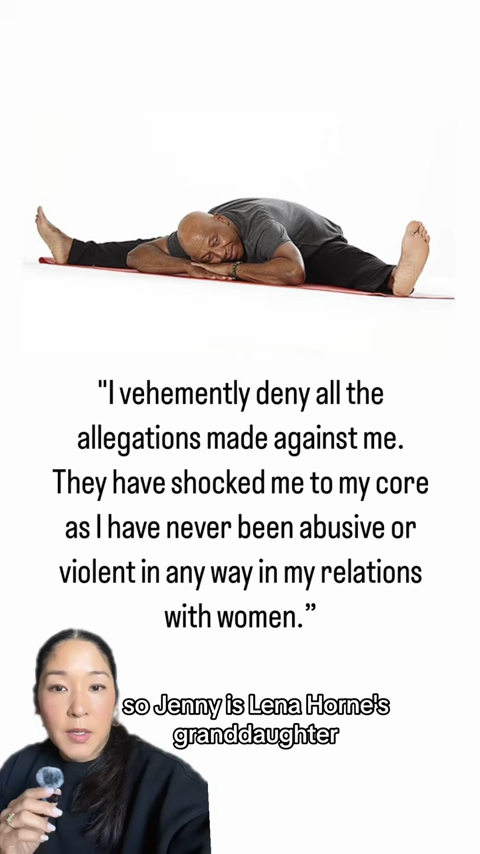 "I vehemently deny all the
allegations made against me.
They have shocked me to my core
as I have never been abusive or
violent in any way in my relations
with women.”
so Jenny is Lena Horne's
granddaughter